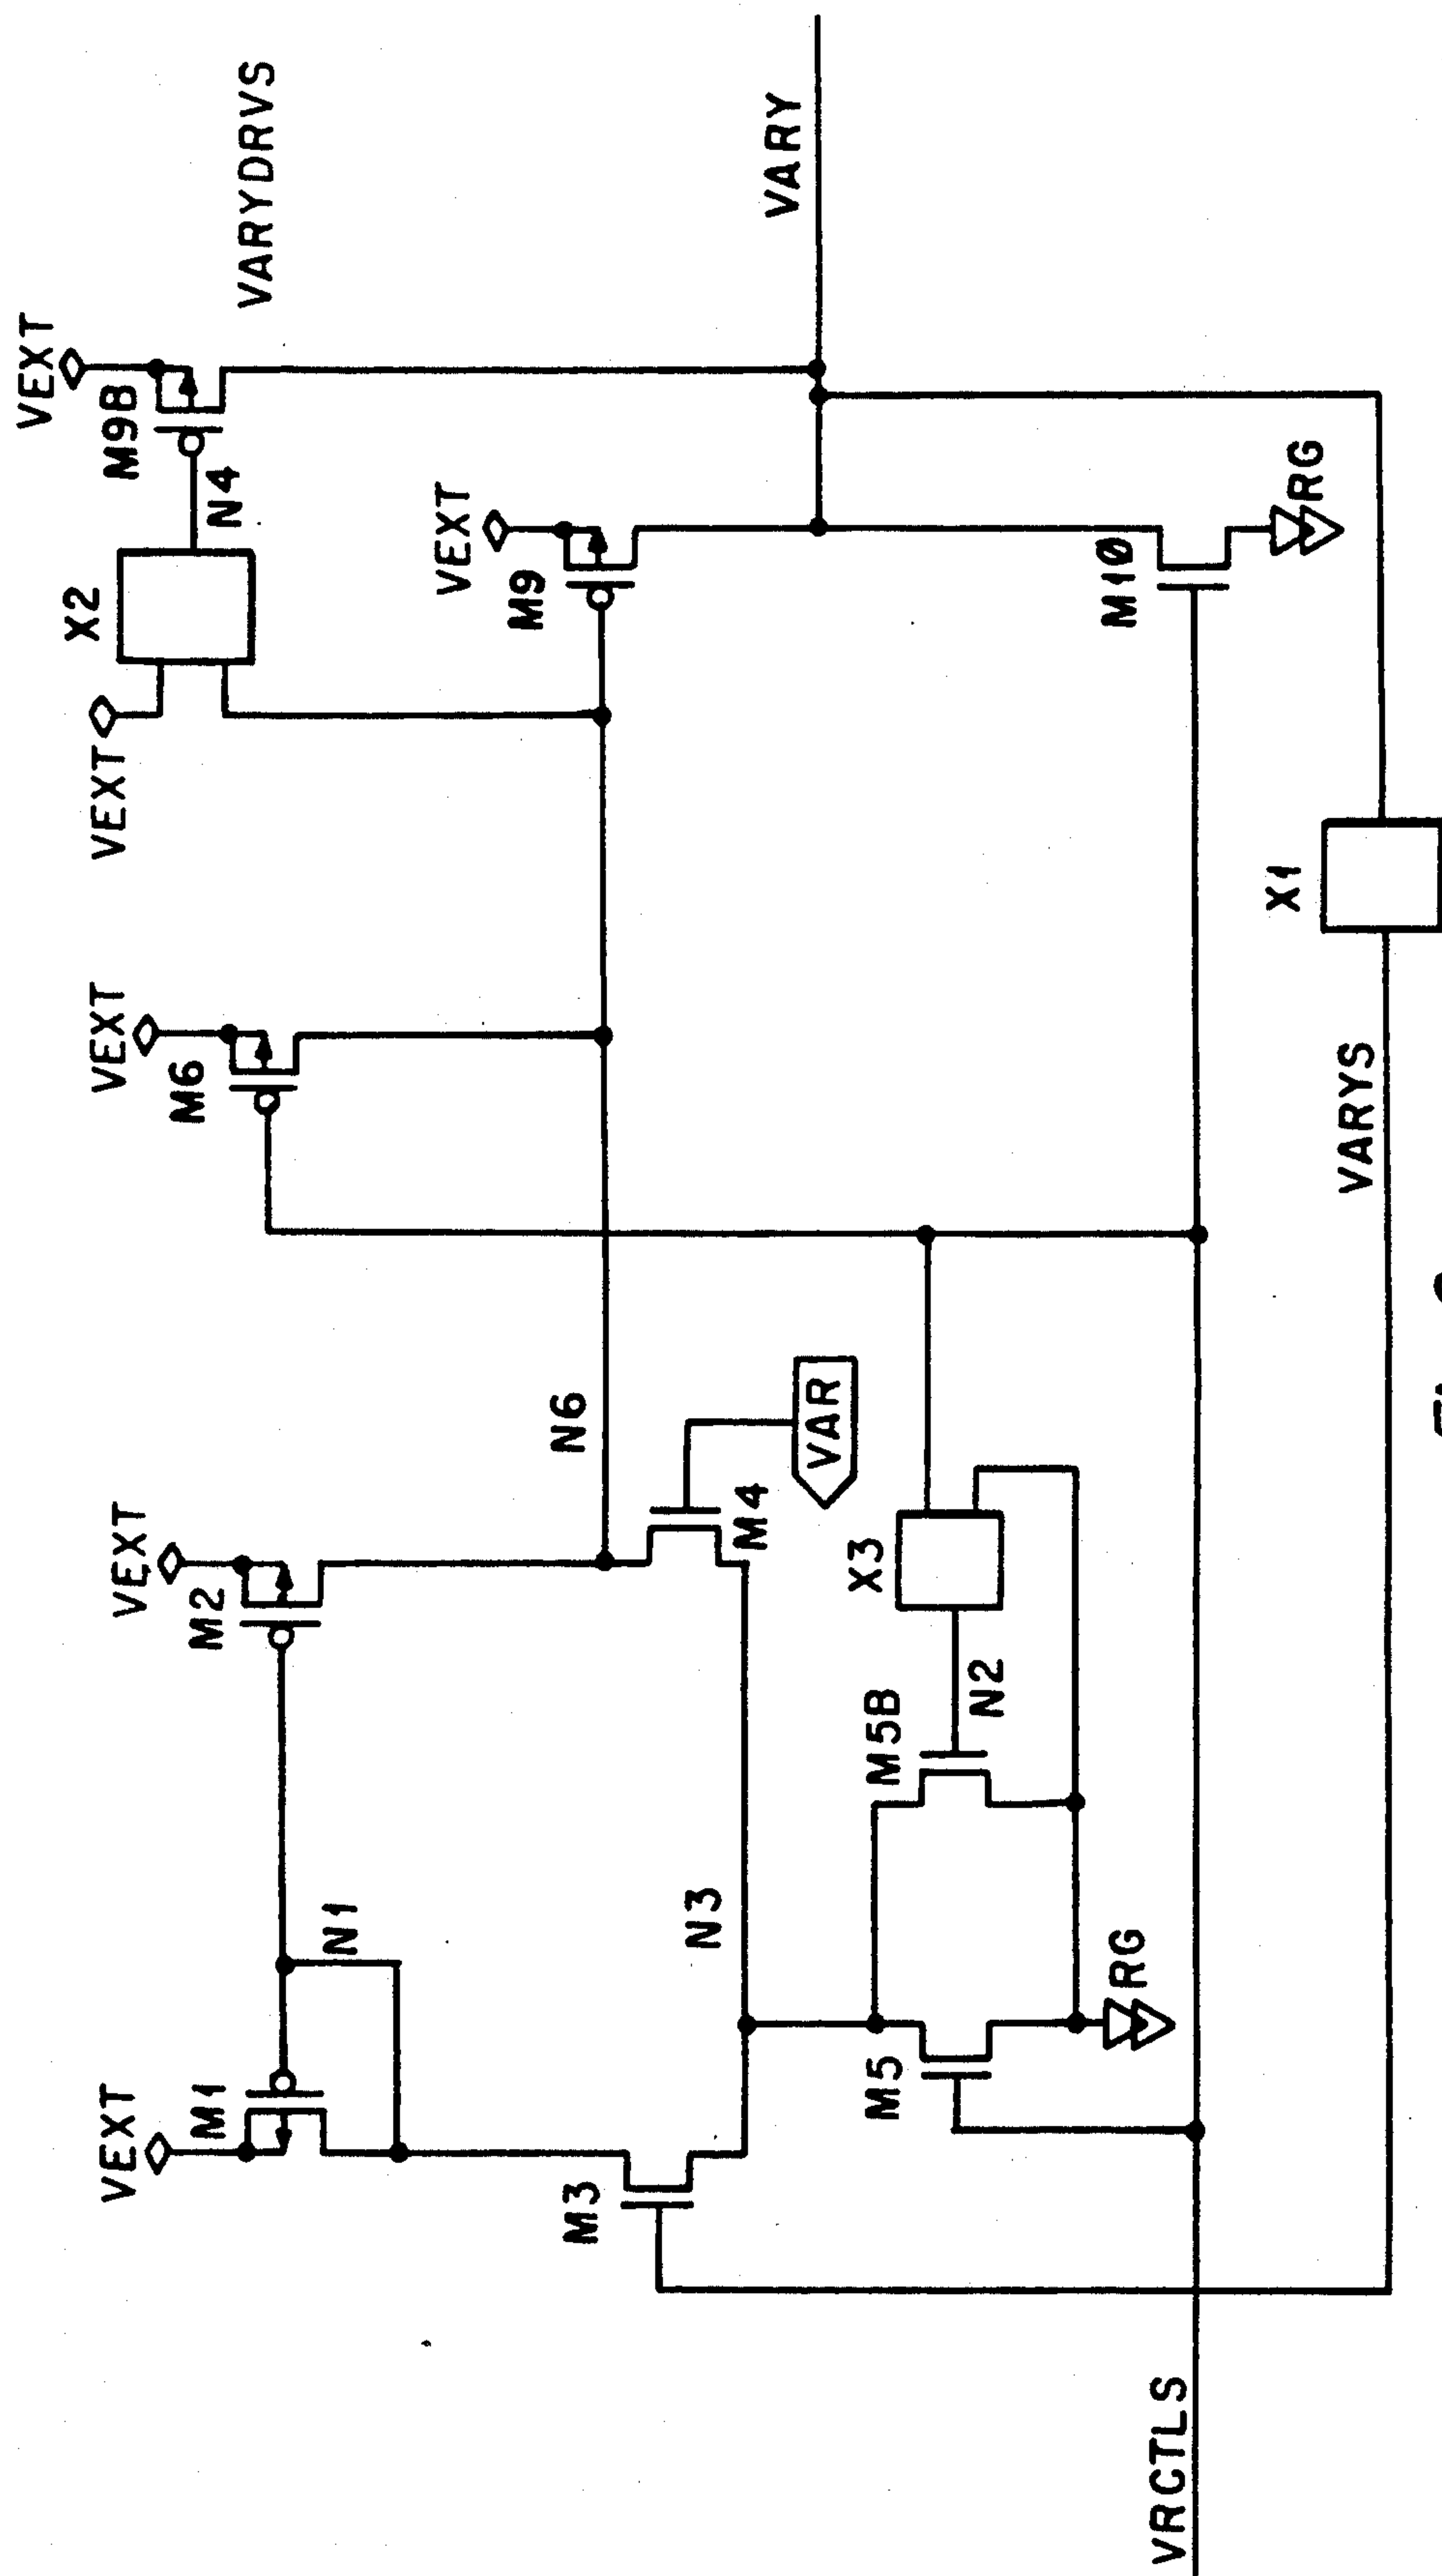 VEXT
X2
VEXT
VEXT
VEXT
VEXT
M9B
M1
M2
M6
N4
VARYDRVS
N1
VEXT
M9
N6
M3
N3
M4
VARY
VAR
X3
M5
M5B
N2
M10
RG
VRCTLS
X1
RG
VARYS